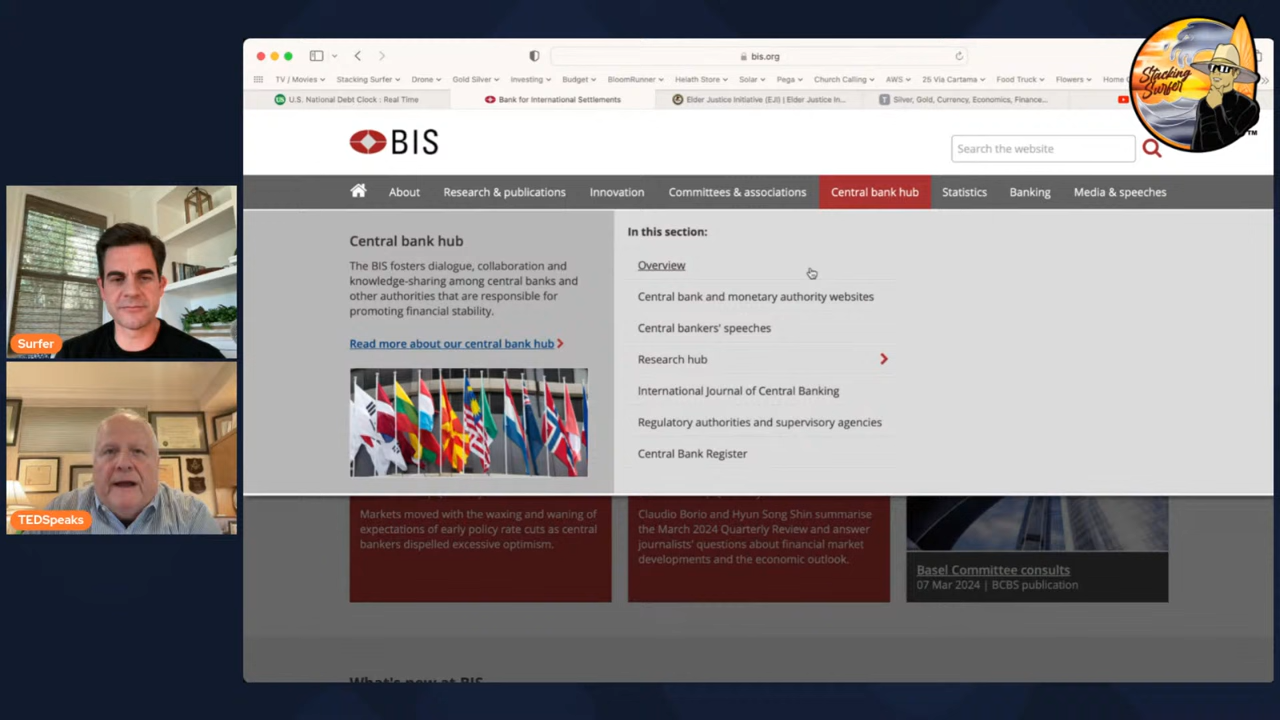 bis.org
TV / Movies
Stacking Surfer
Drone
Gold Silver
Investing
Budget
BloomRunner
Heiath Store
Solar
Pega
Church Calling
AWS
25 Via Cartama
Food Truck
Flowers
Home
U.S. National Debt Clock : Real Time
Bank for International Settlements
Elder Justice Initiative (EJI) | Elder Justice In...
Silver, Gold, Currency, Economics, Finance...
Stacking
Surfer
TM
BIS
Search the website
About
Research & publications
Innovation
Committees & associations
Central bank hub
Statistics
Banking
Media & speeches
Central bank hub
The BIS fosters dialogue, collaboration and
knowledge-sharing among central banks and
other authorities that are responsible for
promoting financial stability.
Read more about our central bank hub
In this section:
Overview
Central bank and monetary authority websites
Central bankers' speeches
Research hub
International Journal of Central Banking
Regulatory authorities and supervisory agencies
Central Bank Register
Surfer
TEDSpeaks
Markets moved with the waxing and waning of
expectations of early policy rate cuts as central
bankers dispelled excessive optimism.
Claudio Borio and Hyun Song Shin summarise
the March 2024 Quarterly Review and answer
journalists' questions about financial market
developments and the economic outlook.
Basel Committee consults
07 Mar 2024 | BCBS publication
What's new at BIS